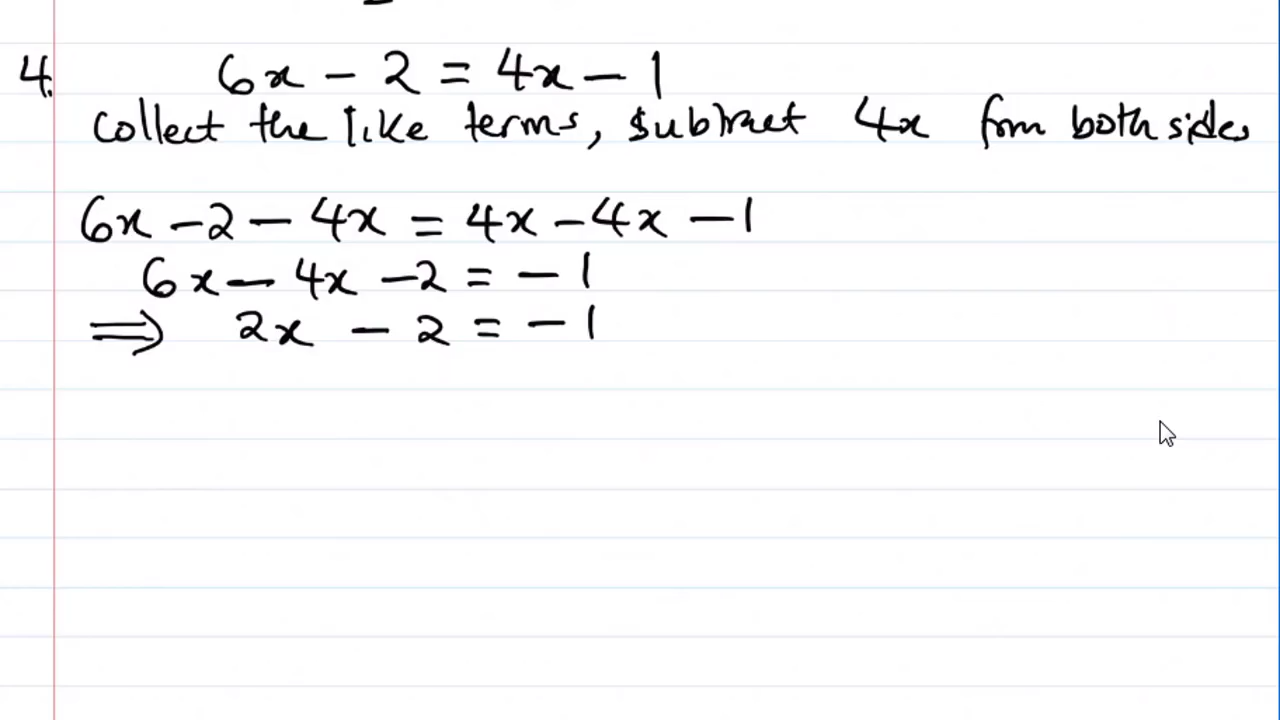 4. 6x - 2 = 4x - 1
collect the like terms, subtract 4x from both sides
6x - 2 - 4x = 4x - 4x - 1
6x - 4x - 2 = - 1
⟹ 2x - 2 = - 1